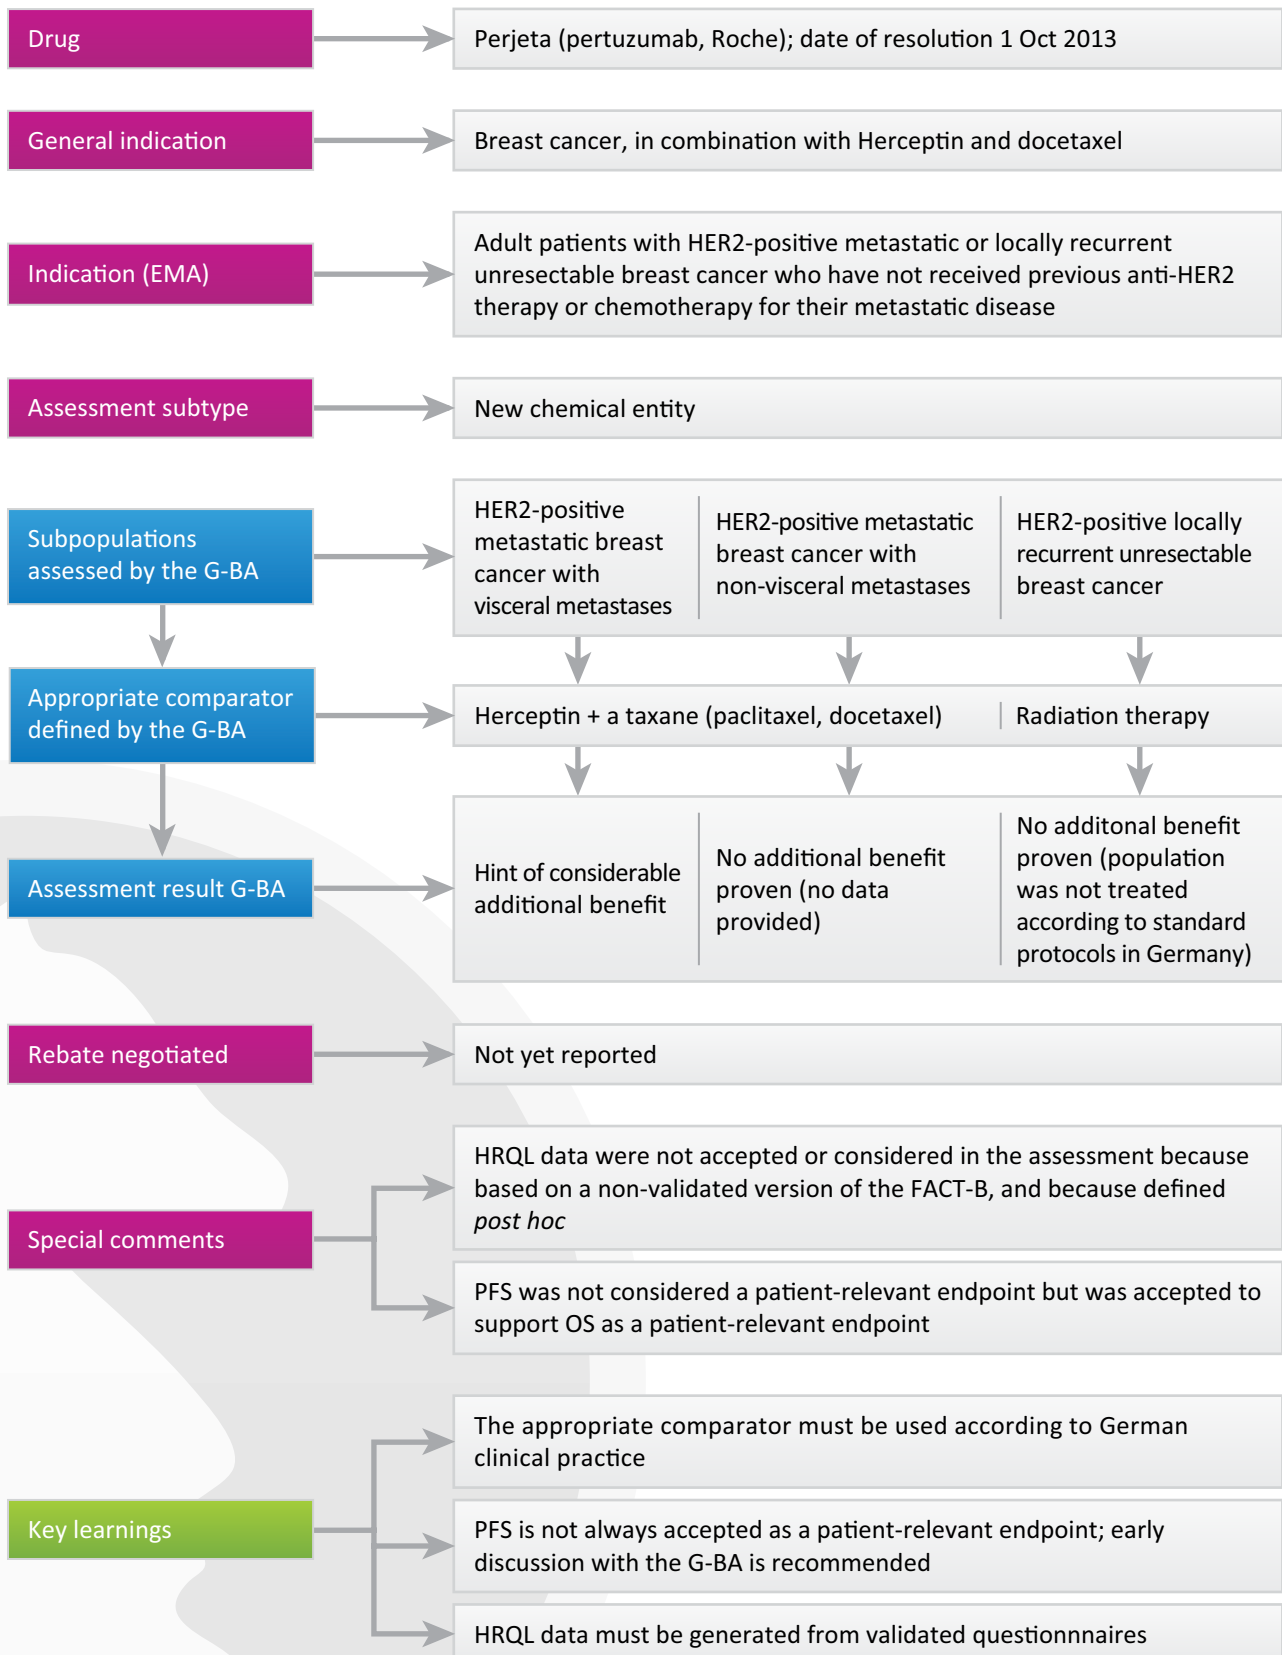 Drug
Perjeta (pertuzumab, Roche); date of resolution 1 Oct 2013
General indication
Breast cancer, in combination with Herceptin and docetaxel
Indication (EMA)
Adult patients with HER2-positive metastatic or locally recurrent
unresectable breast cancer who have not received previous anti-HER2
therapy or chemotherapy for their metastatic disease
Assessment subtype
New chemical entity
Subpopulations
assessed by the G-BA
HER2-positive
metastatic breast
cancer with
visceral metastases
HER2-positive metastatic
breast cancer with
non-visceral metastases
HER2-positive locally
recurrent unresectable
breast cancer
Appropriate comparator
defined by the G-BA
Herceptin + a taxane (paclitaxel, docetaxel)
Radiation therapy
Assessment result G-BA
Hint of considerable
additional benefit
No additional benefit
proven (no data
provided)
No additonal benefit
proven (population
was not treated
according to standard
protocols in Germany)
Rebate negotiated
Not yet reported
Special comments
HRQL data were not accepted or considered in the assessment because
based on a non-validated version of the FACT-B, and because defined
post hoc
PFS was not considered a patient-relevant endpoint but was accepted to
support OS as a patient-relevant endpoint
Key learnings
The appropriate comparator must be used according to German
clinical practice
PFS is not always accepted as a patient-relevant endpoint; early
discussion with the G-BA is recommended
HRQL data must be generated from validated questionnnaires